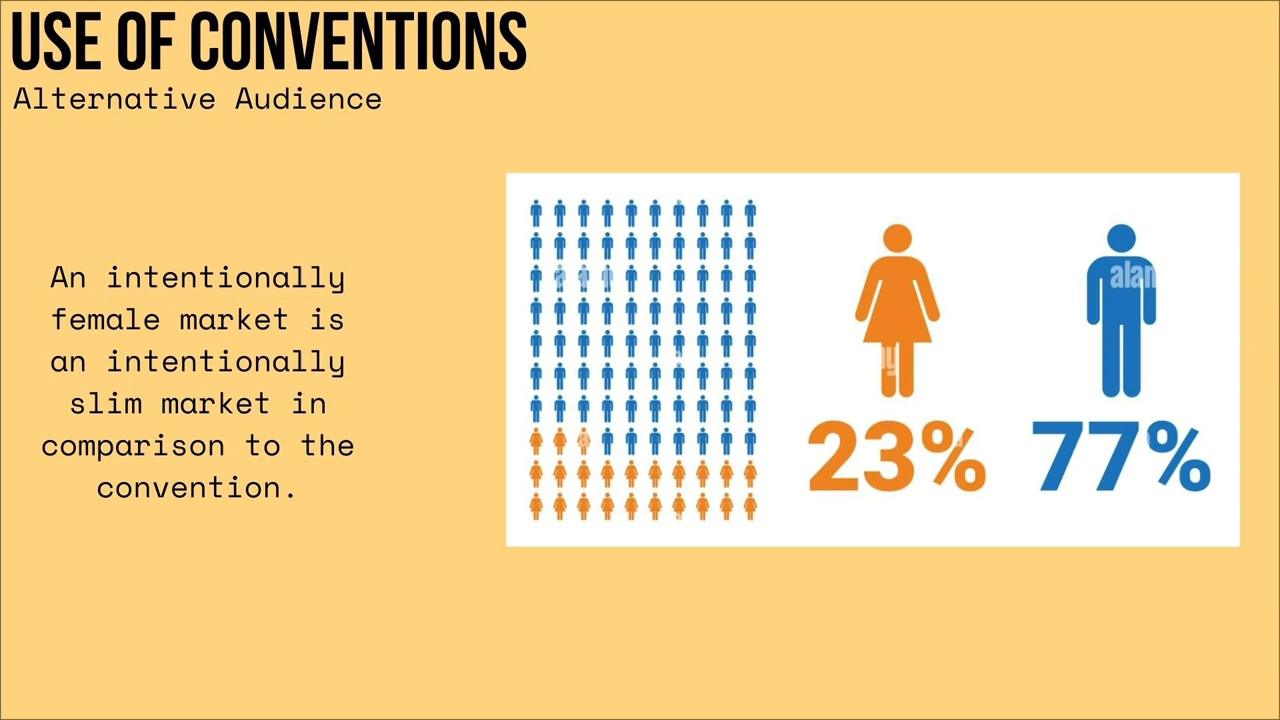 USE OF CONVENTIONS
Alternative Audience
An intentionally
female market is
an intentionally
slim market in
comparison to the
convention.
23% 77%